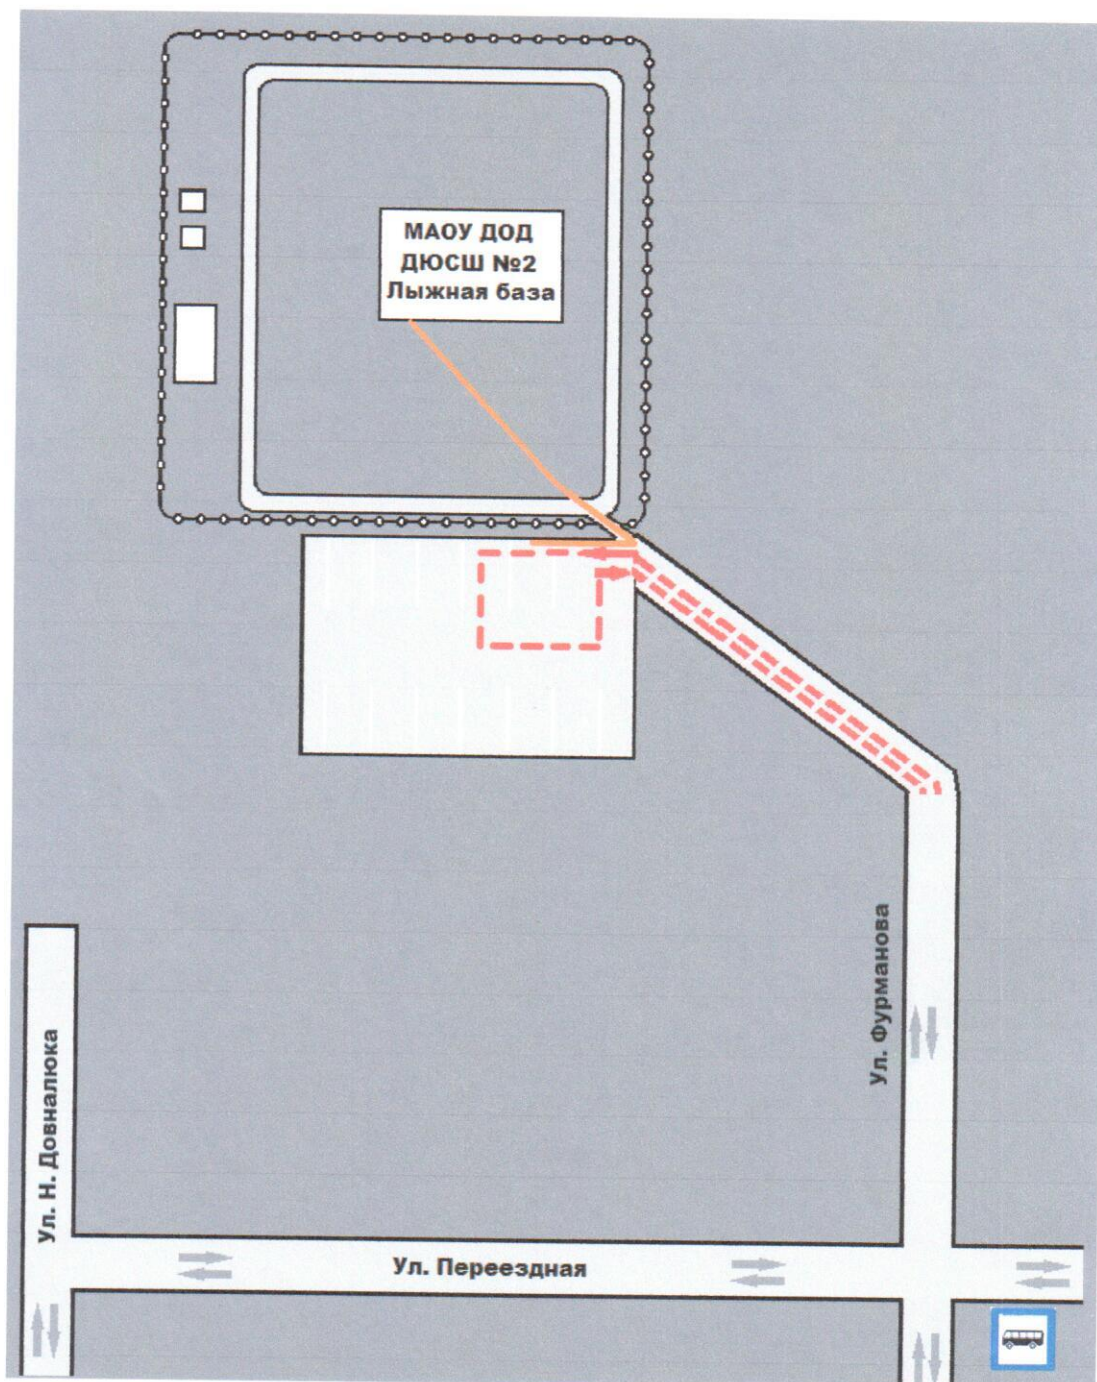 МАОУ ДОД
ДЮСШ №2
Лыжная база
Ул. Фурманова
Ул. Н. Довналюка
Ул. Переездная